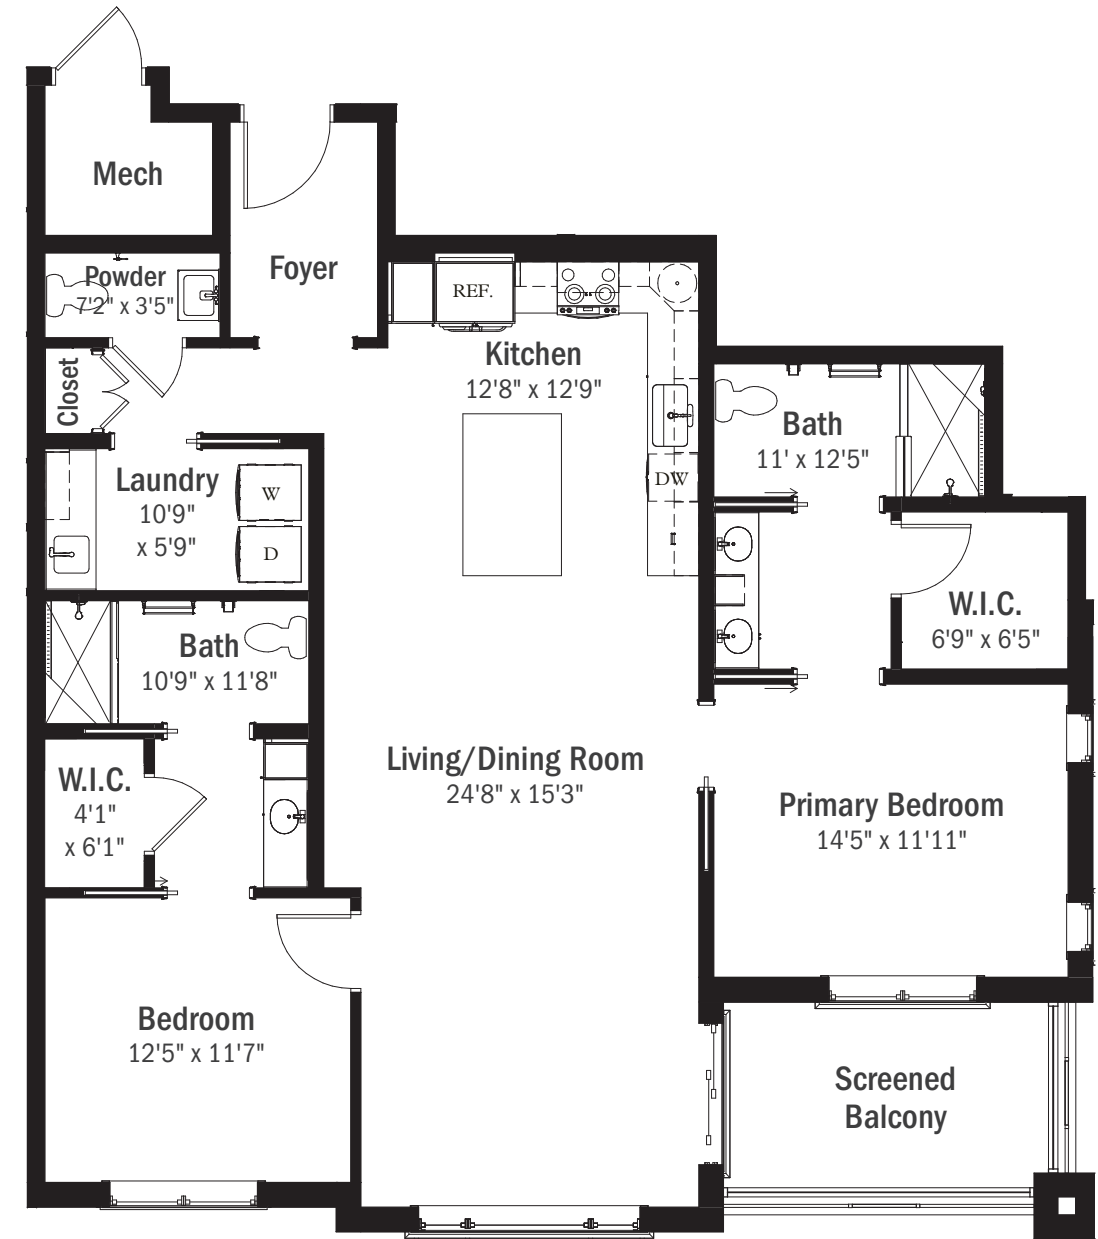 Mech
Powder
7'2" x 3'5"
Foyer
REF.
Kitchen
12'8" x 12'9"
Closet
Bath
11' x 12'5"
Laundry
10'9"
x 5'9"
W
D
DW
W.I.C.
6'9" x 6'5"
Bath
10'9" x 11'8"
W.I.C.
4'1"
x 6'1"
Living/Dining Room
24'8" x 15'3"
Primary Bedroom
14'5" x 11'11"
Bedroom
12'5" x 11'7"
Screened
Balcony